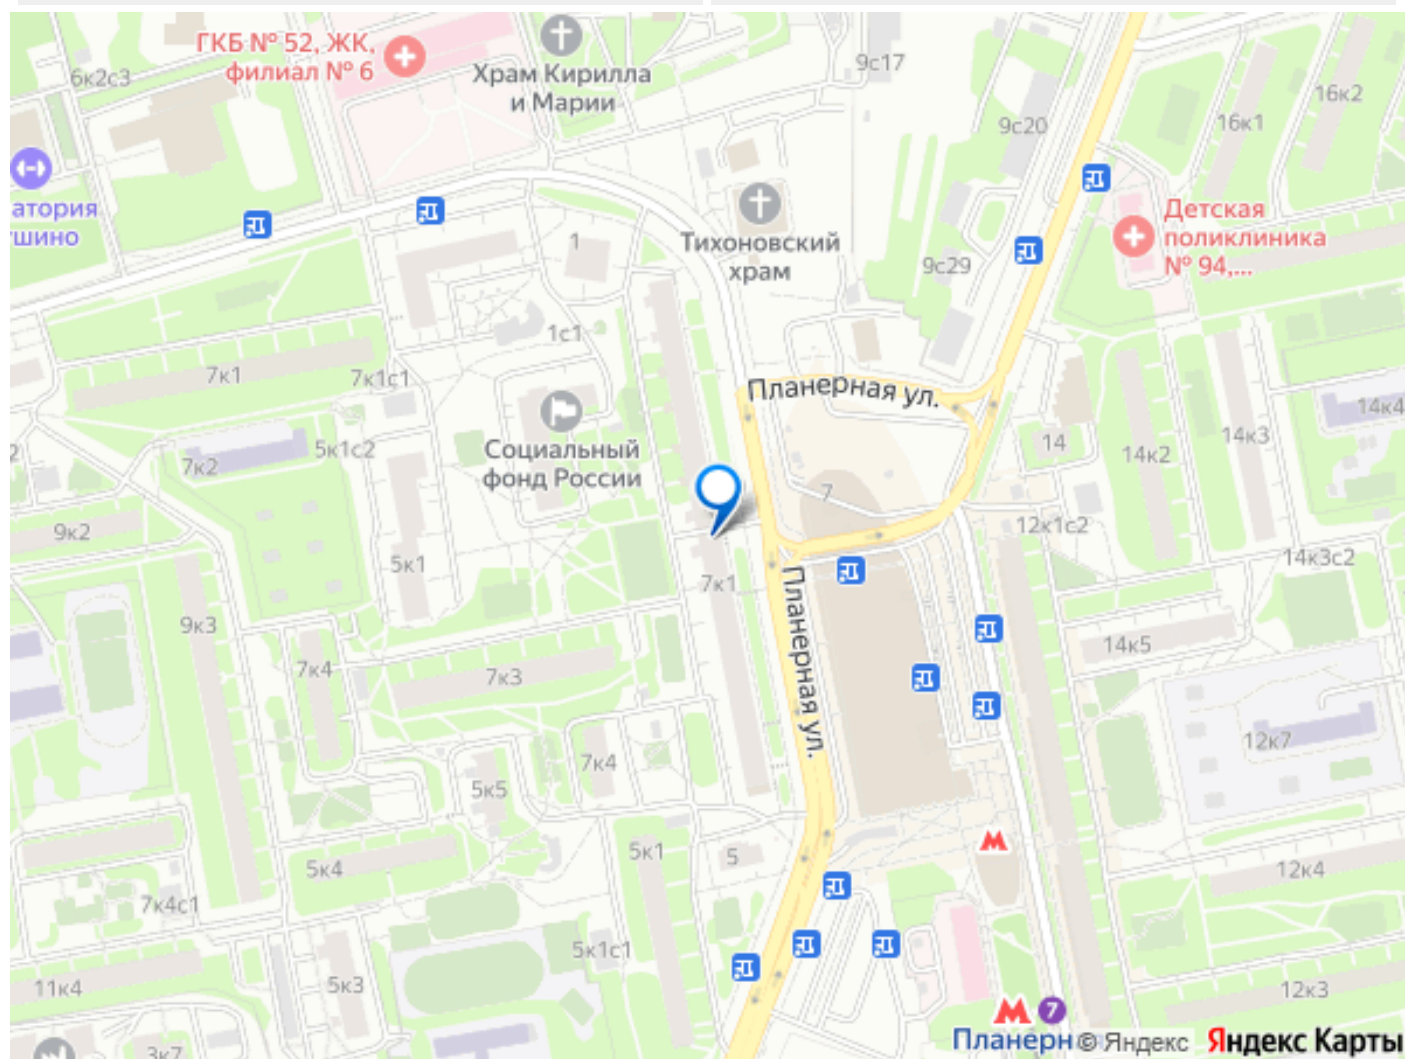 ГКБ № 52, ЖК,
филиал № 6
6к2с3
Храм Кирилла
и Марии
9с17
16к2
16к1
9с20
атория
ушино
Детская
поликлиника
№ 94,...
Тихоновский
храм
1
9с29
1с1
7к1
7к1с1
Планерная ул.
14к4
2
7к2
5к1с2
Социальный
фонд России
14
14к2
14к3
7
9к2
12к1с2
5к1
7к1
14к3с2
Планерная ул.
9к3
7к4
7к3
14к5
12к7
7к4
5к5
5к4
5к1
5
12к4
7к4с1
5к1с1
11к4
5к3
12к3
7
Планерн
© Яндекс
Яндекс Карты
3к7